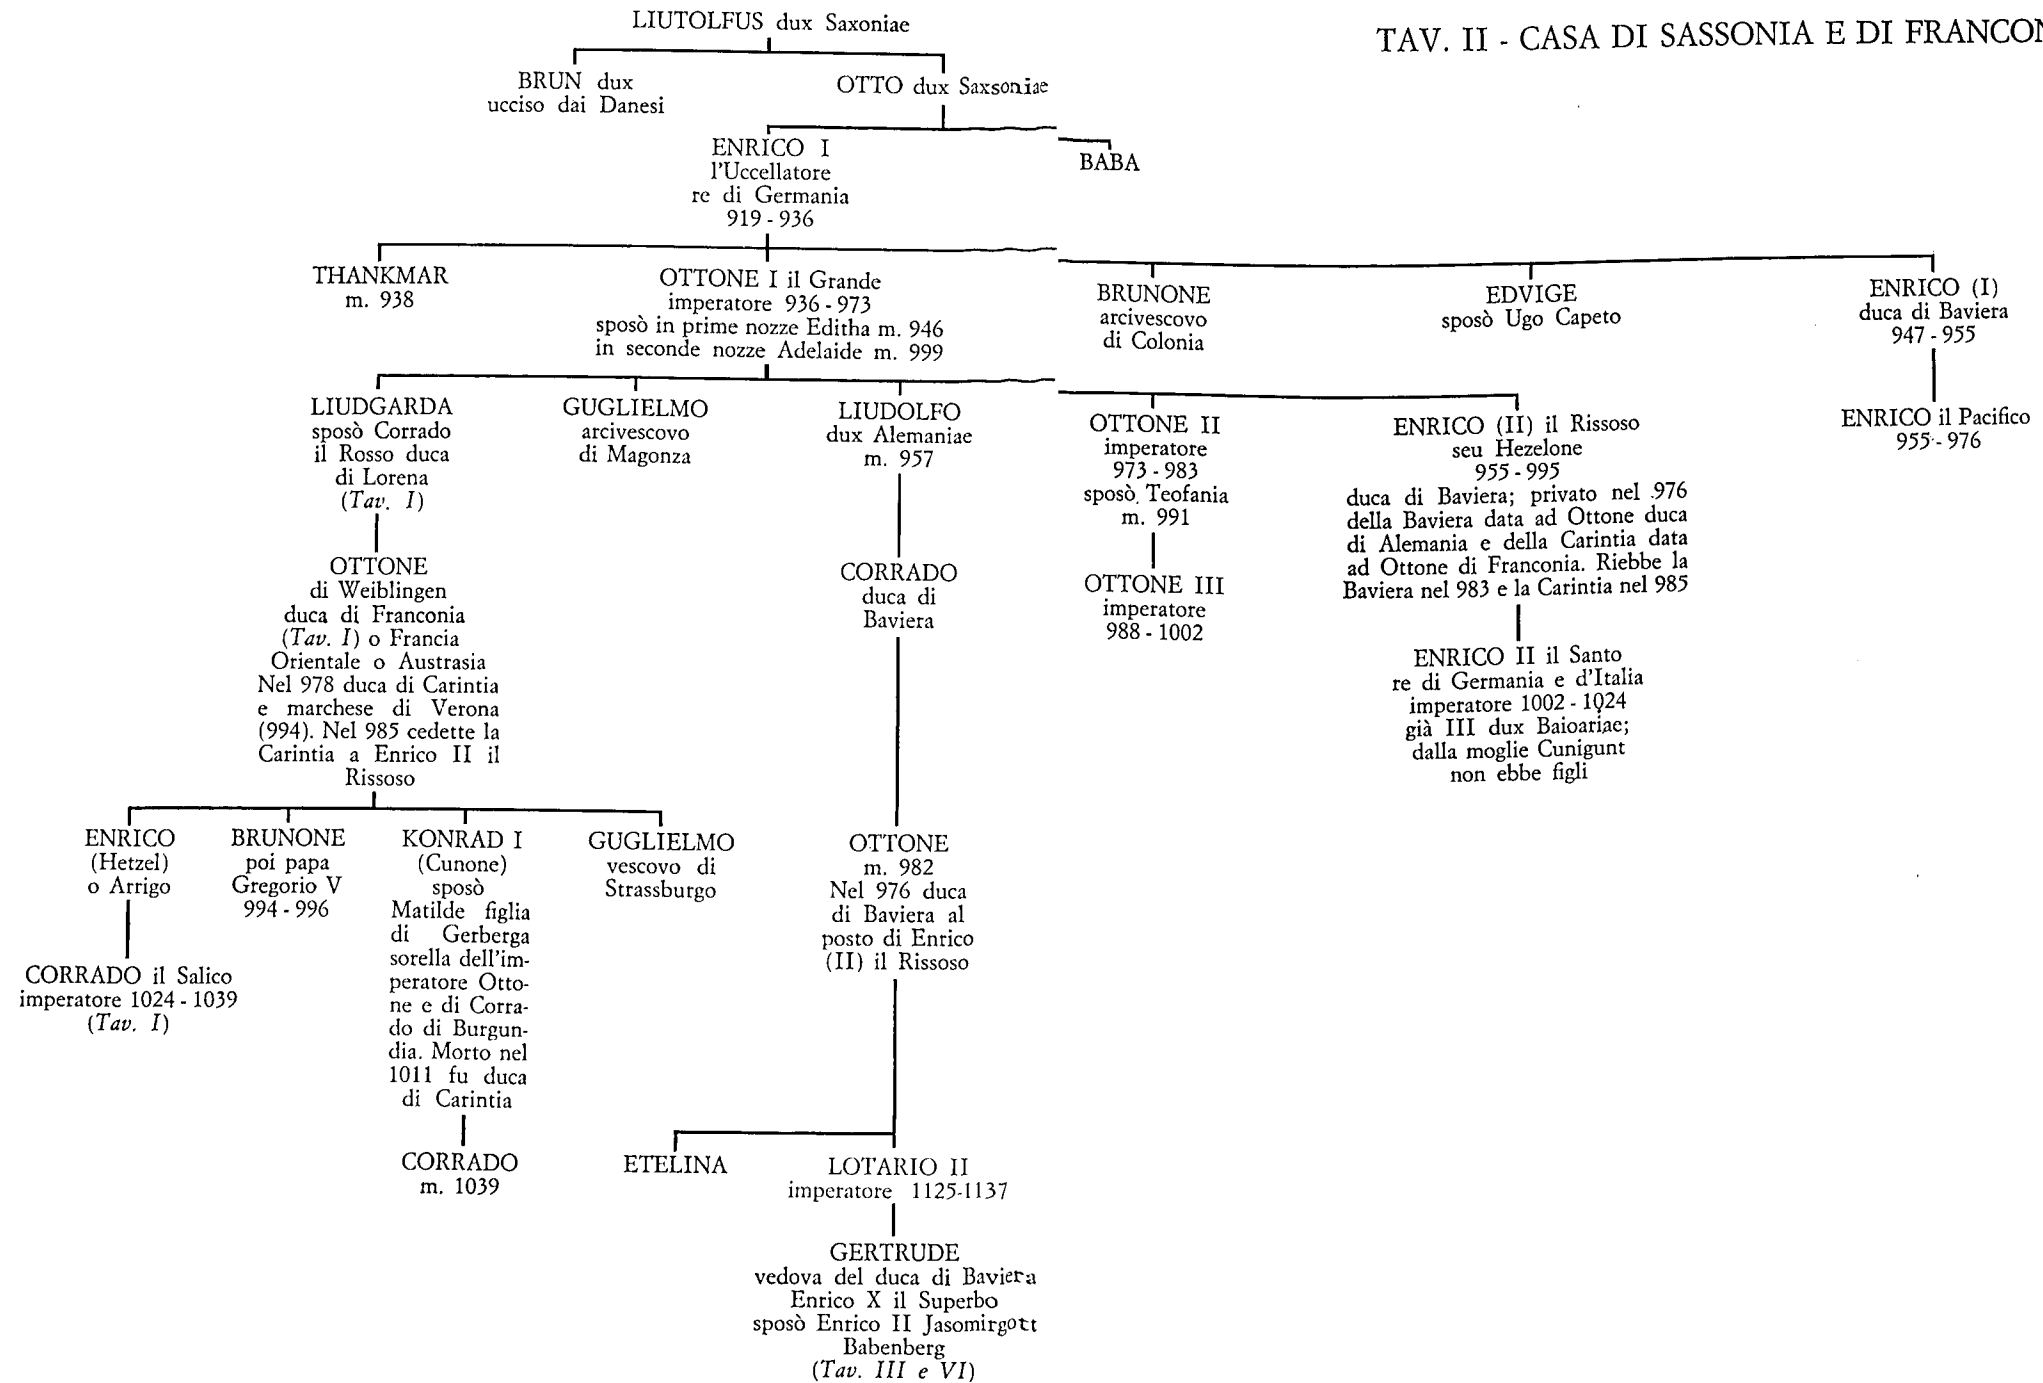 TAV. II - CASA DI SASSONIA E DI FRANCON
LIUTOLFUS dux Saxoniae
BRUN dux
ucciso dai Danesi
OTTO dux Saxsoniae
ENRICO I
l'Uccellatore
re di Germania
919 - 936
BABA
THANKMAR
m. 938
OTTONE I il Grande
imperatore 936 - 973
sposò in prime nozze Editha m. 946
in seconde nozze Adelaide m. 999
BRUNONE
arcivescovo
di Colonia
EDVIGE
sposò Ugo Capeto
ENRICO (I)
duca di Baviera
947 - 955
LIUDGARDA
sposò Corrado
il Rosso duca
di Lorena
(Tav. I)
GUGLIELMO
arcivescovo
di Magonza
LIUDOLFO
dux Alemaniae
m. 957
OTTONE II
imperatore
973 - 983
sposò Teofania
m. 991
ENRICO (II) il Rissoso
seu Hezelone
955 - 995
duca di Baviera; privato nel 976
della Baviera data ad Ottone duca
di Alemania e della Carintia data
ad Ottone di Franconia. Riebbe la
Baviera nel 983 e la Carintia nel 985
ENRICO il Pacifico
955 - 976
OTTONE
di Weiblingen
duca di Franconia
(Tav. I) o Francia
Orientale o Austrasia
Nel 978 duca di Carintia
e marchese di Verona
(994). Nel 985 cedette la
Carintia a Enrico II il
Rissoso
CORRADO
duca di
Baviera
OTTONE III
imperatore
988 - 1002
ENRICO II il Santo
re di Germania e d'Italia
imperatore 1002 - 1024
già III dux Baioariae;
dalla moglie Cunigunt
non ebbe figli
ENRICO
(Hetzel)
o Arrigo
BRUNONE
poi papa
Gregorio V
994 - 996
KONRAD I
(Cunone)
sposò
Matilde figlia
di Gerberga
sorella dell'im-
peratore Otto-
ne e di Corra-
do di Burgun-
dia. Morto nel
1011 fu duca
di Carintia
GUGLIELMO
vescovo di
Strassburgo
OTTONE
m. 982
Nel 976 duca
di Baviera al
posto di Enrico
(II) il Rissoso
CORRADO il Salico
imperatore 1024 - 1039
(Tav. I)
CORRADO
m. 1039
ETELINA
LOTARIO II
imperatore 1125-1137
GERTRUDE
vedova del duca di Baviera
Enrico X il Superbo
sposò Enrico II Jasomirgott
Babenberg
(Tav. III e VI)